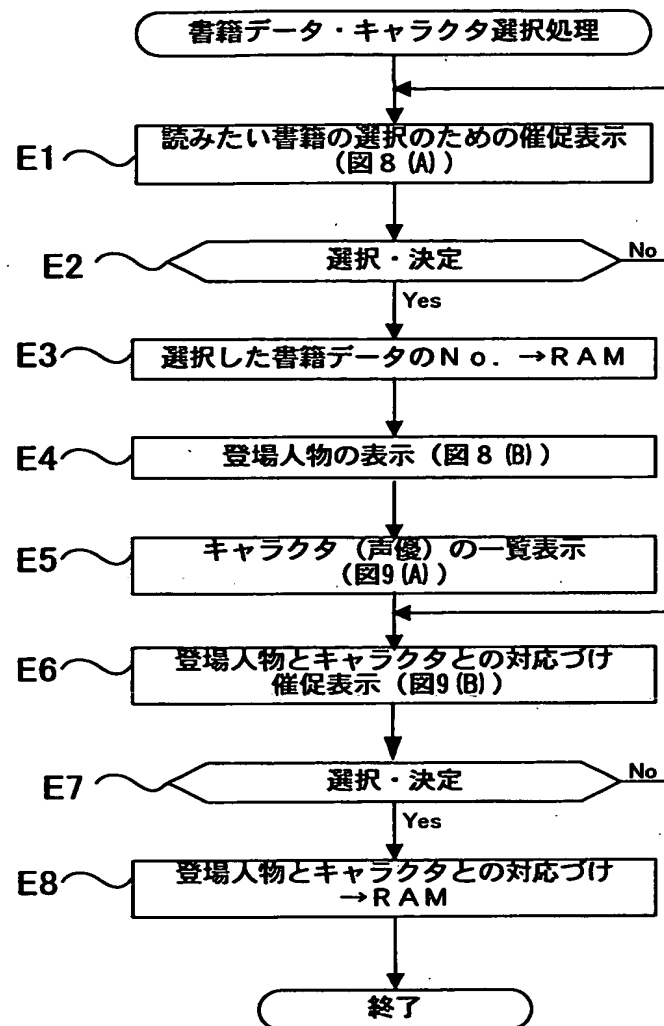 書籍データ・キャラクタ選択処理
E1
読みたい書籍の選択のための催促表示
(図8(A))
E2
選択・決定
No
Yes
E3
選択した書籍データのNo. →RAM
E4
登場人物の表示(図8(B))
E5
キャラクタ(声優)の一覧表示
(図9(A))
E6
登場人物とキャラクタとの対応づけ
催促表示(図9(B))
E7
選択・決定
No
Yes
E8
登場人物とキャラクタとの対応づけ
→RAM
終了